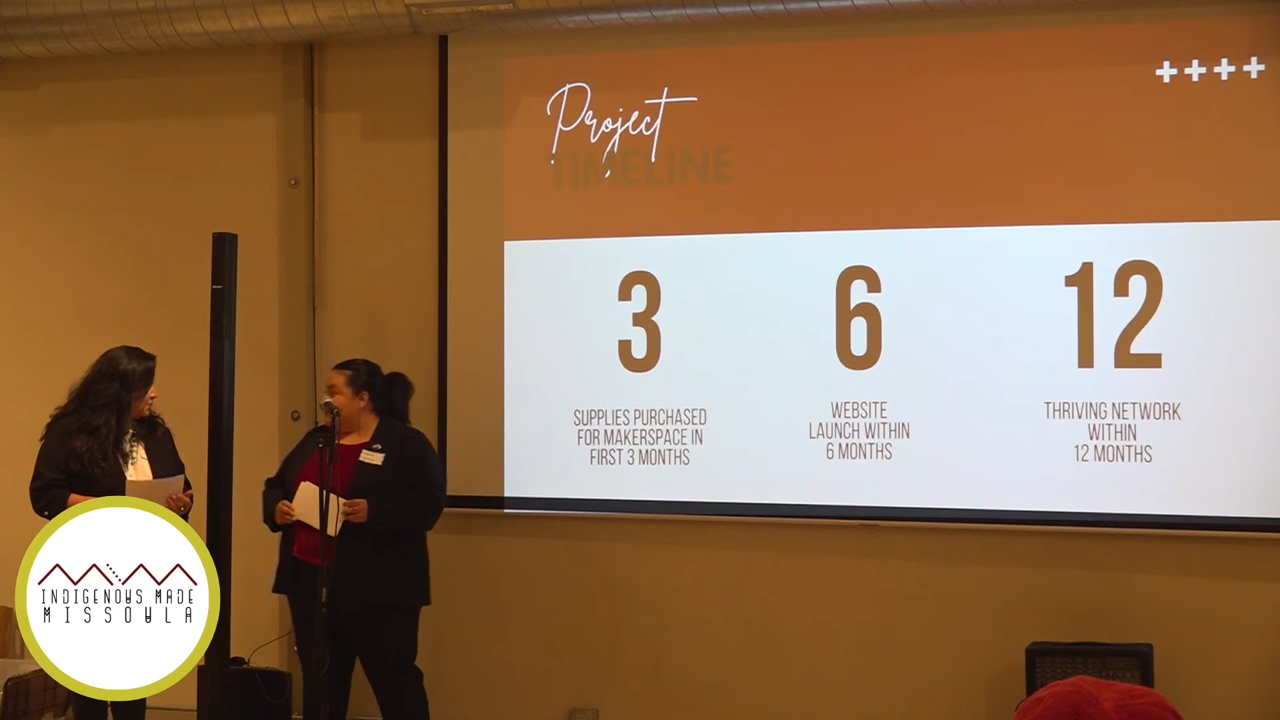 ++++
Project
TIMELINE
3
6
12
SUPPLIES PURCHASED
FOR MAKERSPACE IN
FIRST 3 MONTHS
WEBSITE
LAUNCH WITHIN
6 MONTHS
THRIVING NETWORK
WITHIN
12 MONTHS
INDIGENOUS MADE
MISSOULA